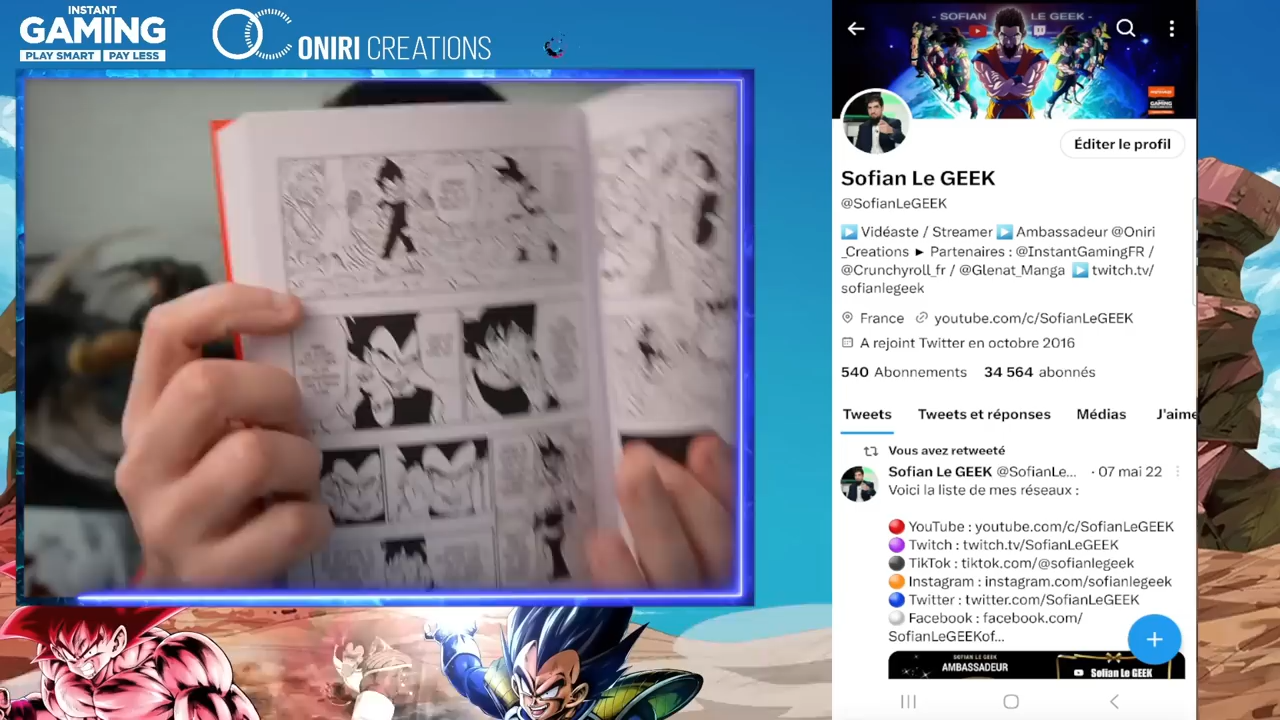 INSTANT
GAMING
PLAY SMART | PAY LESS
ONIRI CREATIONS
- SOFIAN LE GEEK -
Éditer le profil
Sofian Le GEEK
@SofianLeGEEK
▶ Vidéaste / Streamer ▶ Ambassadeur @Oniri
_Creations ► Partenaires : @InstantGamingFR /
@Crunchyroll_fr / @Glenat_Manga ▶ twitch.tv/
sofianlegeek
France youtube.com/c/SofianLeGEEK
A rejoint Twitter en octobre 2016
540 Abonnements 34 564 abonnés
Tweets Tweets et réponses Médias J'aime
Vous avez retweeté
Sofian Le GEEK @SofianLe... · 07 mai 22
Voici la liste de mes réseaux :
YouTube : youtube.com/c/SofianLeGEEK
Twitch : twitch.tv/SofianLeGEEK
TikTok : tiktok.com/@sofianlegeek
Instagram : instagram.com/sofianlegeek
Twitter : twitter.com/SofianLeGEEK
Facebook : facebook.com/
SofianLeGEEKof...
SOFIAN LE GEEK
AMBASSADEUR
Sofian Le GEEK